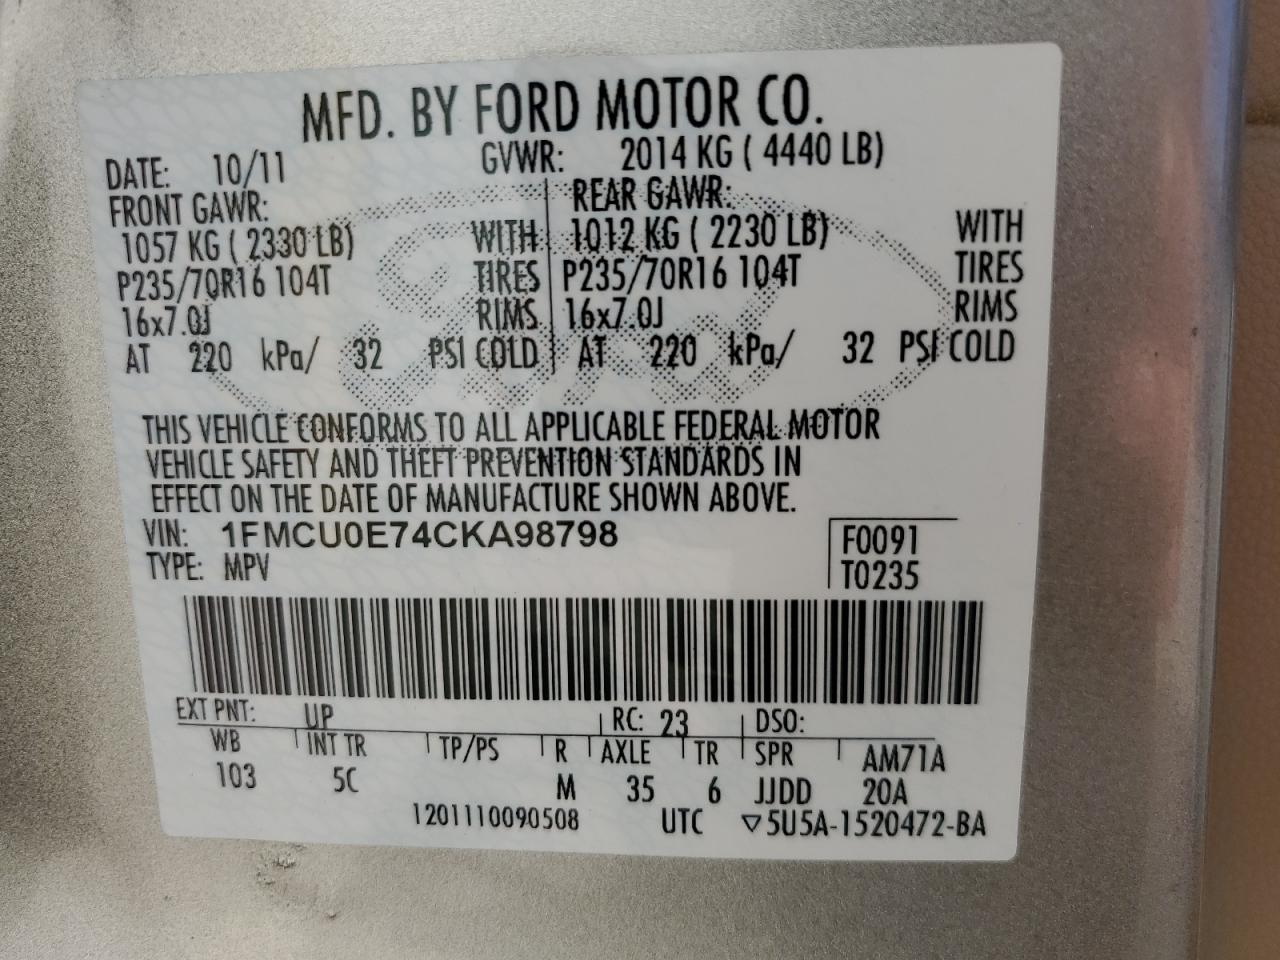 MFD. BY FORD MOTOR CO.
DATE: 10/11 GVWR: 2014 KG ( 4440 LB)
FRONT GAWR: REAR GAWR:
1057 KG ( 2330 LB) WITH 1012 KG ( 2230 LB) WITH
P235/70R16 104T TIRES P235/70R16 104T TIRES
16x7.0J RIMS 16x7.0J RIMS
AT 220 kPa/ 32 PSI COLD AT 220 kPa/ 32 PSI COLD
Ford
THIS VEHICLE CONFORMS TO ALL APPLICABLE FEDERAL MOTOR
VEHICLE SAFETY AND THEFT PREVENTION STANDARDS IN
EFFECT ON THE DATE OF MANUFACTURE SHOWN ABOVE.
VIN: 1FMCU0E74CKA98798 F0091
TYPE: MPV T0235
EXT PNT: UP RC: 23 DSO:
WB INT TR TP/PS R AXLE TR SPR AM71A
103 5C M 35 6 JJDD 20A
1201110090508 UTC ▽5U5A-1520472-BA